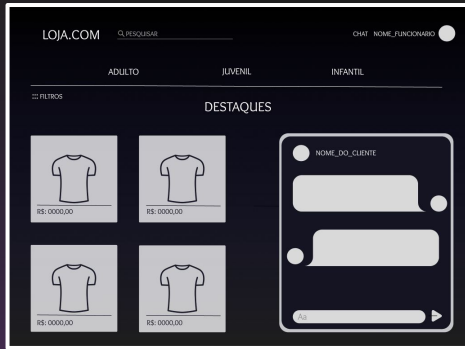 LOJA.COM
PESQUISAR
CHAT NOME_FUNCIONARIO
ADULTO JUVENIL INFANTIL
FILTROS
DESTAQUES
R$: 0000,00 R$: 0000,00
R$: 0000,00 R$: 0000,00
NOME_DO_CLIENTE
Aa